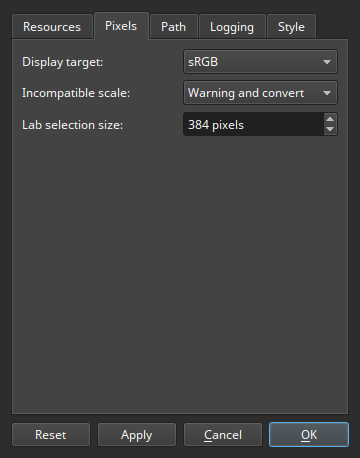 Resources Pixels Path Logging Style
Display target: sRGB
Incompatible scale: Warning and convert
Lab selection size: 384 pixels
Reset Apply Cancel OK